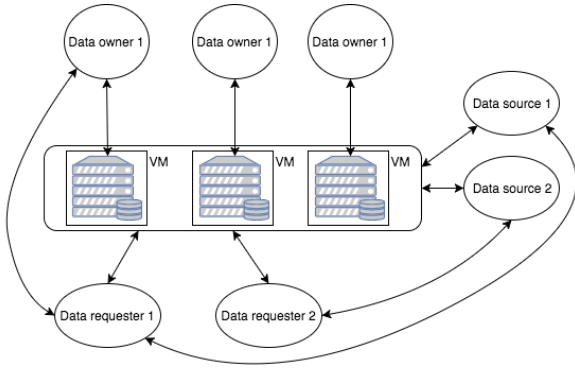 Data owner 1
Data owner 1
Data owner 1
Data source 1
VM
VM
VM
Data source 2
Data requester 1
Data requester 2